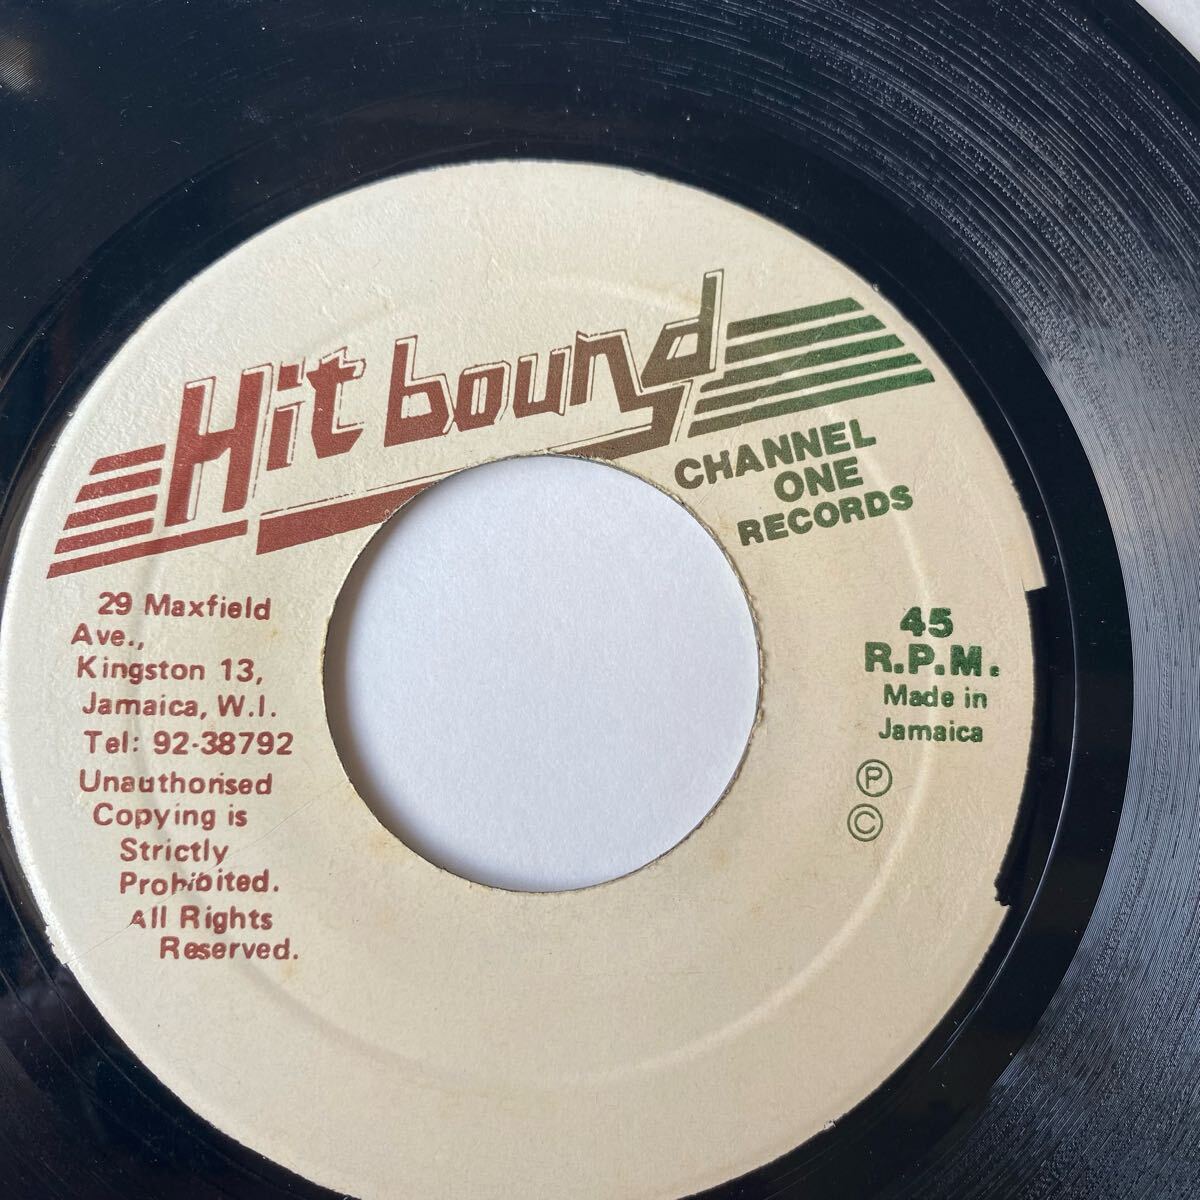 Hit bound
CHANNEL
ONE
RECORDS
29 Maxfield
Ave.,
Kingston 13,
Jamaica, W.I.
Tel: 92-38792
Unauthorised
Copying is
Strictly
Prohibited.
All Rights
Reserved.
45
R.P.M.
Made in
Jamaica
Ⓟ
©